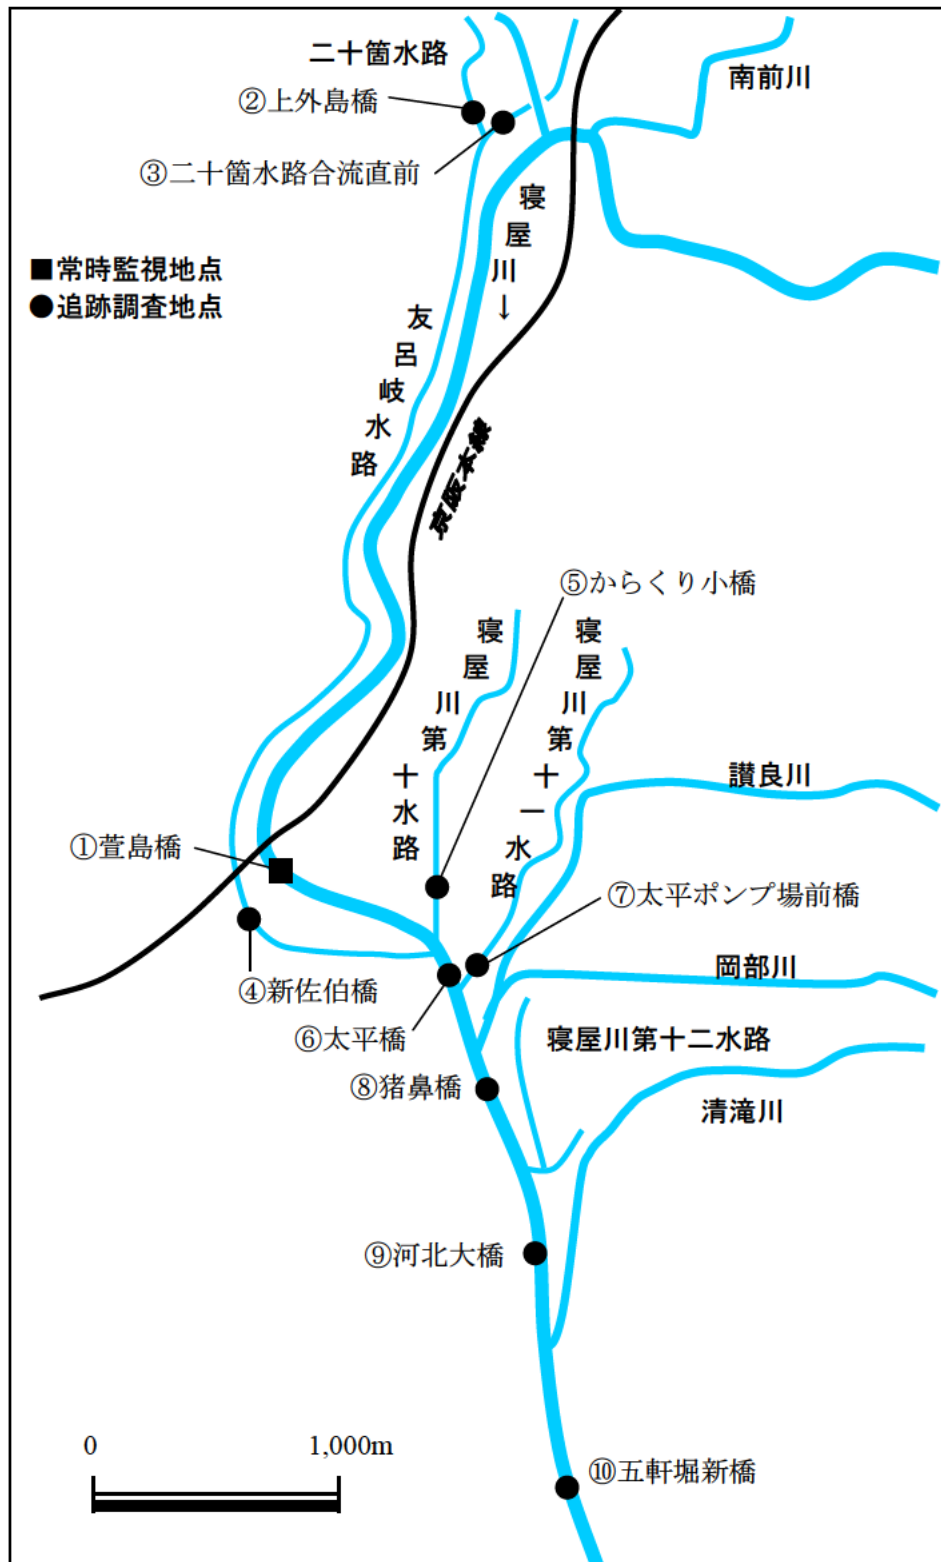 二十箇水路
南前川
②上外島橋
③二十箇水路合流直前
寝屋川→
■常時監視地点
●追跡調査地点
友呂岐水路
京阪本線
⑤からくり小橋
寝屋川第十水路
寝屋川第十一水路
讃良川
①萱島橋
⑦太平ポンプ場前橋
④新佐伯橋
岡部川
⑥太平橋
寝屋川第十二水路
⑧猪鼻橋
清滝川
⑨河北大橋
0
1,000m
⑩五軒堀新橋